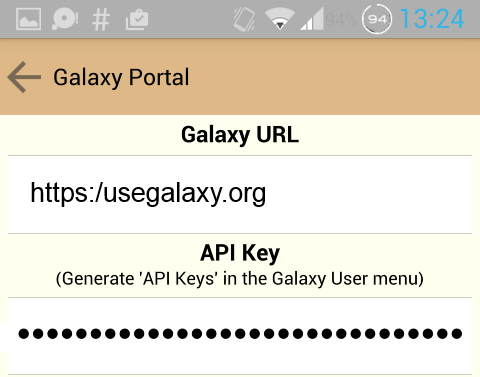 # 94% 94 13:24
Galaxy Portal
Galaxy URL
https:/usegalaxy.org
API Key
(Generate 'API Keys' in the Galaxy User menu)
••••••••••••••••••••••••••••••••